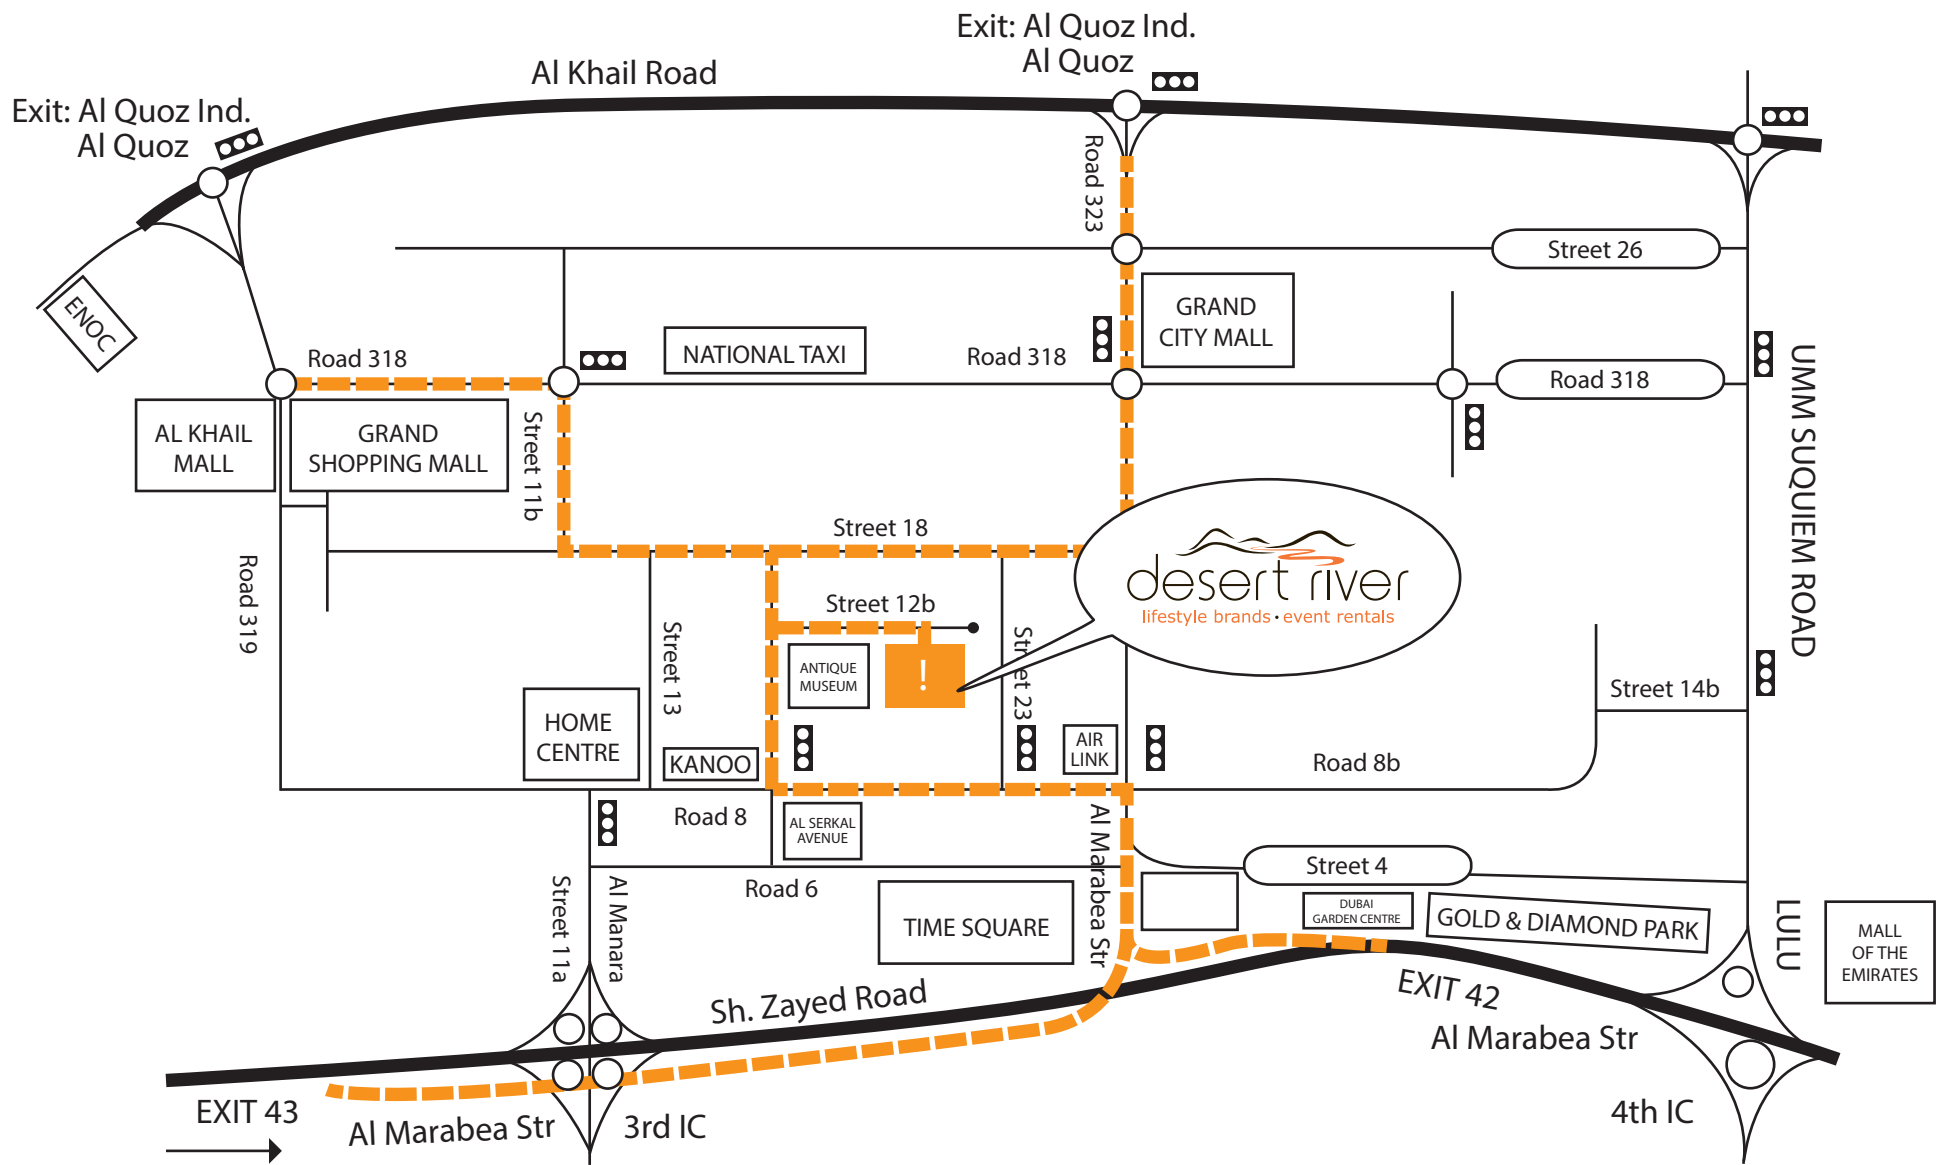 Exit: Al Quoz Ind.
Al Quoz
Al Khail Road
Exit: Al Quoz Ind.
Al Quoz
Road 323
Street 26
ENOC
GRAND
CITY MALL
Road 318
NATIONAL TAXI
Road 318
Road 318
UMM SUQUIEM ROAD
AL KHAIL
MALL
GRAND
SHOPPING MALL
Street 11b
Street 18
desert river
lifestyle brands • event rentals
Road 319
Street 12b
Street 13
Street 23
ANTIQUE
MUSEUM
!
Street 14b
HOME
CENTRE
KANOO
AIR
LINK
Road 8b
Road 8
AL SERKAL
AVENUE
Al Marabea Str
Street 4
Road 6
Street 11a
Al Manara
TIME SQUARE
DUBAI
GARDEN CENTRE
GOLD & DIAMOND PARK
LULU
MALL
OF THE
EMIRATES
Sh. Zayed Road
EXIT 42
Al Marabea Str
EXIT 43
Al Marabea Str
3rd IC
4th IC